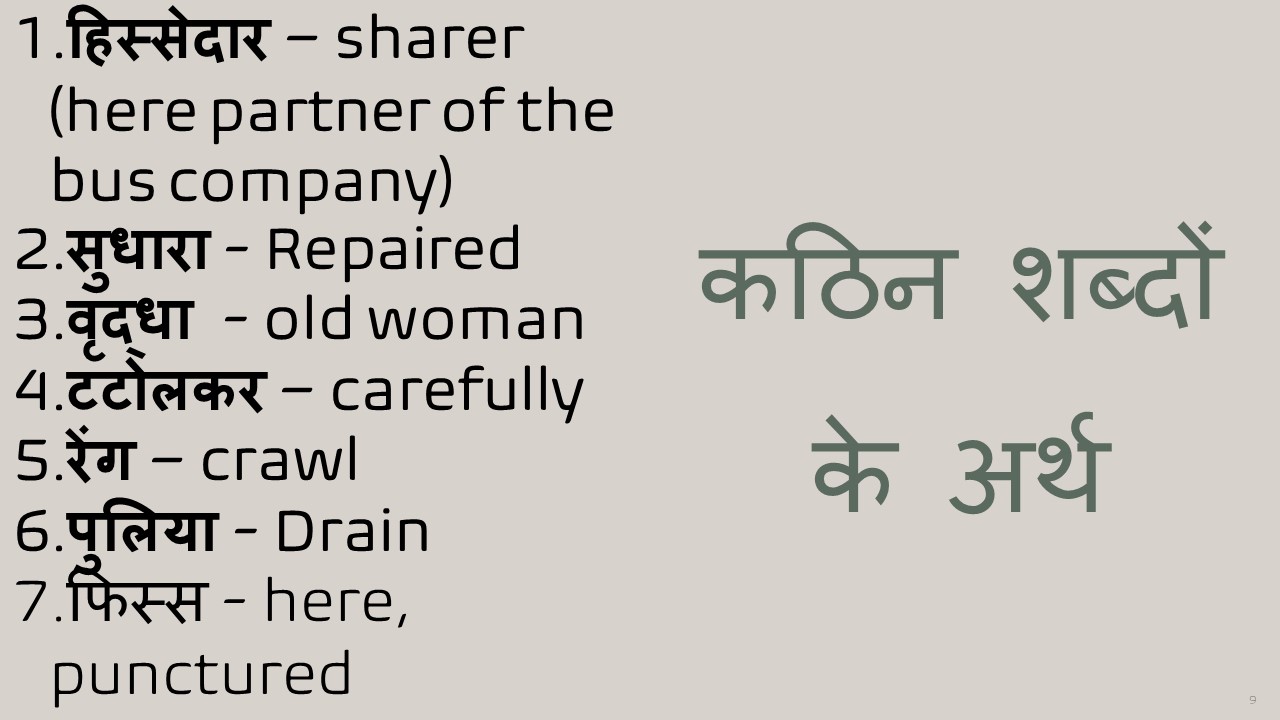 1.हिस्सेदार – sharer
(here partner of the
bus company)
2.सुधारा - Repaired
3.वृद्‌धा - old woman
4.टटोलकर – carefully
5.रेंग – crawl
6.पुलिया - Drain
7.फिस्स - here,
punctured
कठिन शब्दों
के अर्थ
9